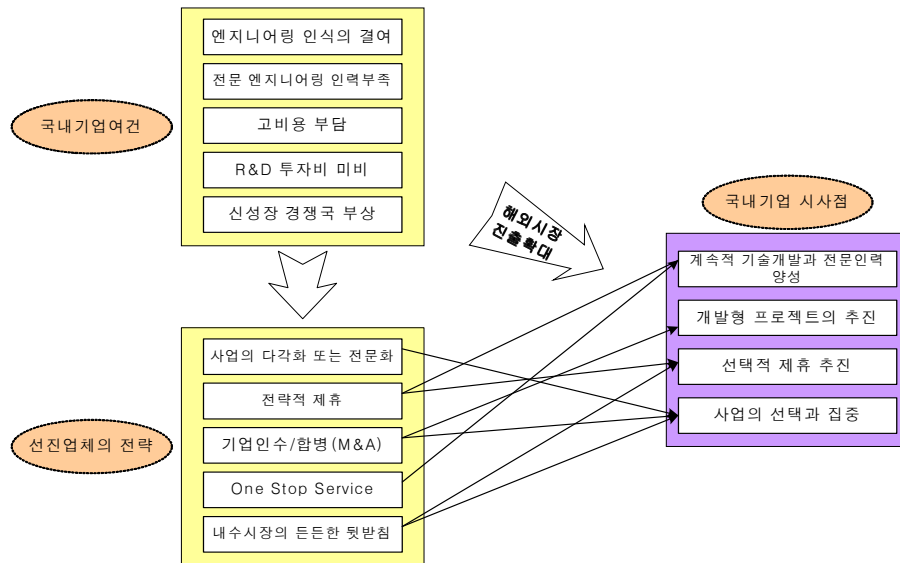 국내기업여건
엔지니어링 인식의 결여
전문 엔지니어링 인력부족
고비용 부담
R&D 투자비 미비
신성장 경쟁국 부상
해외시장
진출확대
선진업체의 전략
사업의 다각화 또는 전문화
전략적 제휴
기업인수/합병(M&A)
One Stop Service
내수시장의 든든한 뒷받침
국내기업 시사점
계속적 기술개발과 전문인력
양성
개발형 프로젝트의 추진
선택적 제휴 추진
사업의 선택과 집중